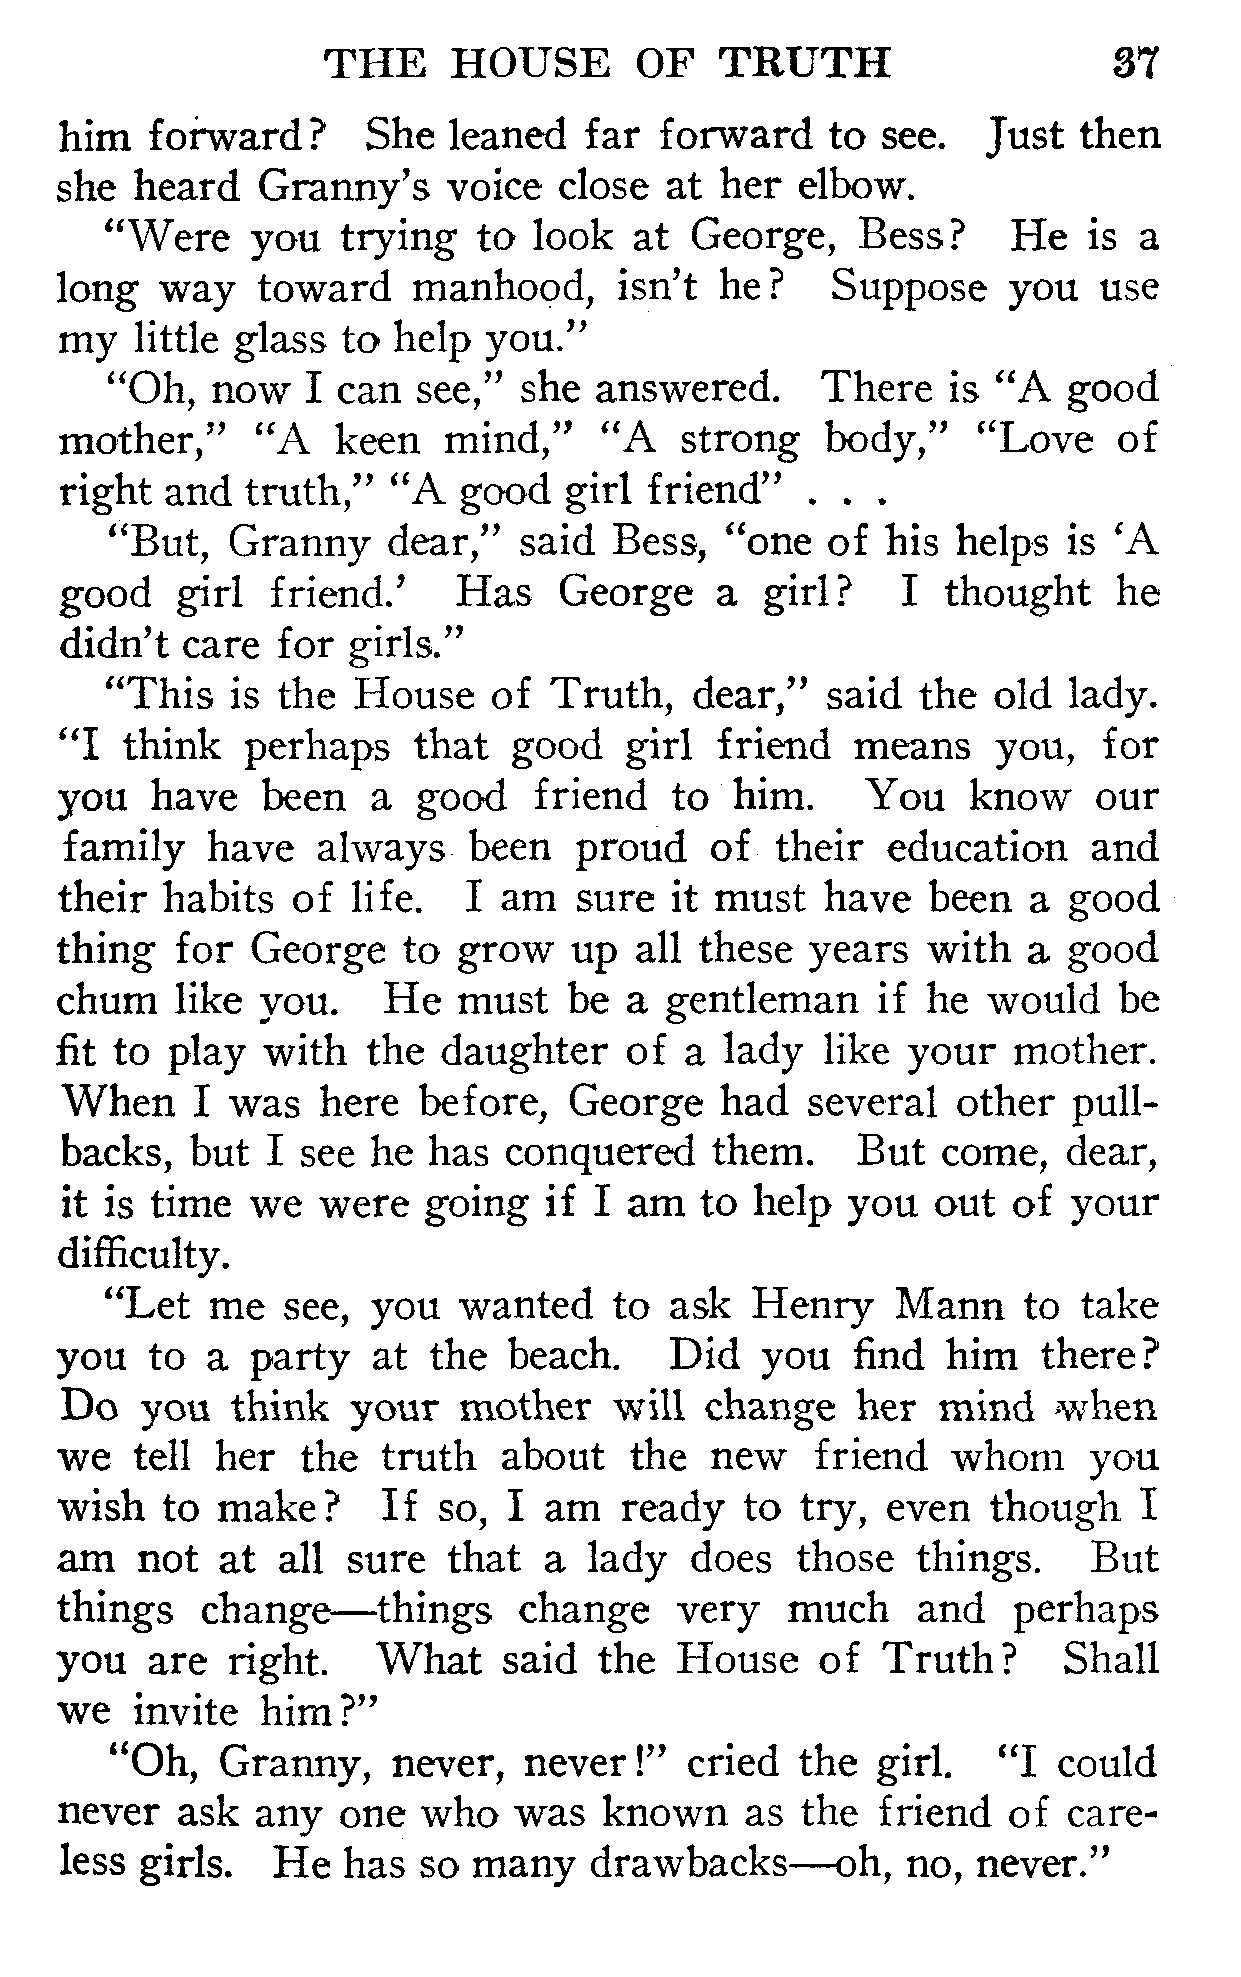 THE HOUSE OF TRUTH 37
him forward? She leaned far forward to see. Just then
she heard Granny's voice close at her elbow.
"Were you trying to look at George, Bess? He is a
long way toward manhood, isn't he? Suppose you use
my little glass to help you."
"Oh, now I can see," she answered. There is "A good
mother," "A keen mind," "A strong body," "Love of
right and truth," "A good girl friend" . . .
"But, Granny dear," said Bess, "one of his helps is 'A
good girl friend.' Has George a girl? I thought he
didn't care for girls."
"This is the House of Truth, dear," said the old lady.
"I think perhaps that good girl friend means you, for
you have been a good friend to him. You know our
family have always been proud of their education and
their habits of life. I am sure it must have been a good
thing for George to grow up all these years with a good
chum like you. He must be a gentleman if he would be
fit to play with the daughter of a lady like your mother.
When I was here before, George had several other pull-
backs, but I see he has conquered them. But come, dear,
it is time we were going if I am to help you out of your
difficulty.
"Let me see, you wanted to ask Henry Mann to take
you to a party at the beach. Did you find him there?
Do you think your mother will change her mind when
we tell her the truth about the new friend whom you
wish to make? If so, I am ready to try, even though I
am not at all sure that a lady does those things. But
things change—things change very much and perhaps
you are right. What said the House of Truth? Shall
we invite him?"
"Oh, Granny, never, never!" cried the girl. "I could
never ask any one who was known as the friend of care-
less girls. He has so many drawbacks—oh, no, never."